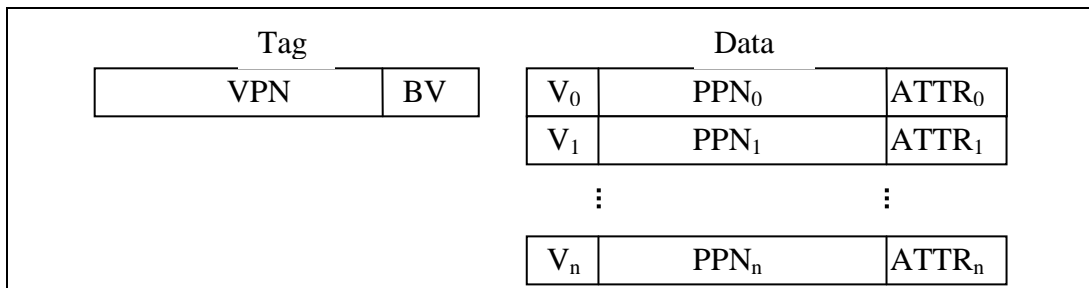 Tag Data
VPN BV V₀ PPN₀ ATTR₀
V₁ PPN₁ ATTR₁
⋮ ⋮
Vₙ PPNₙ ATTRₙ